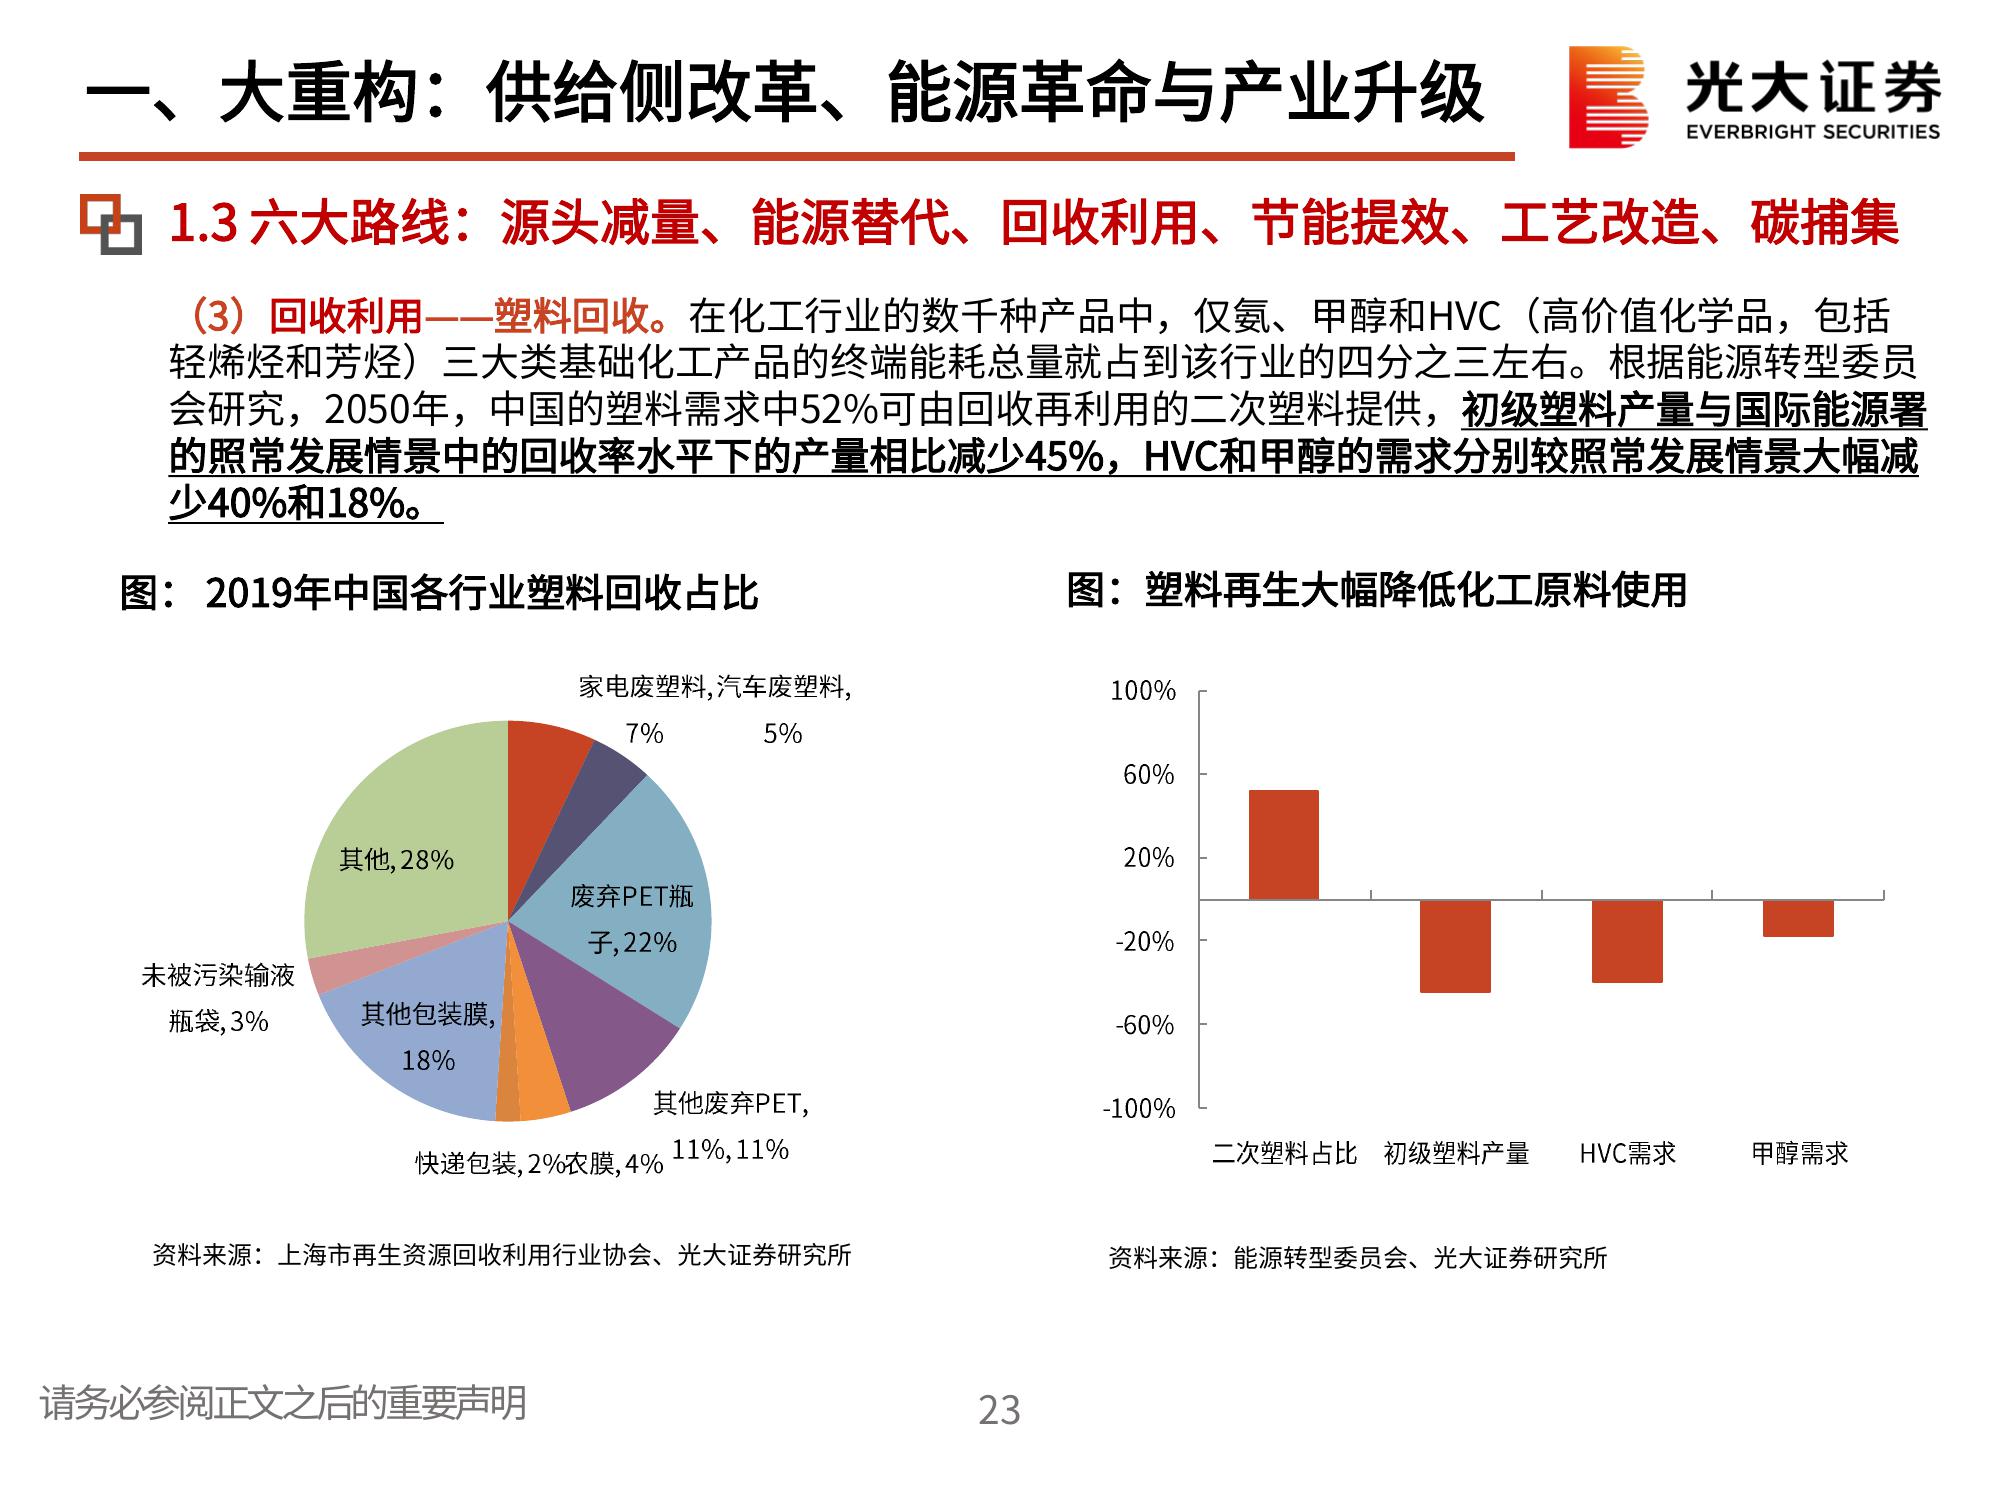 一、大重构：供给侧改革、能源革命与产业升级
光大证券
EVERBRIGHT SECURITIES
1.3 六大路线：源头减量、能源替代、回收利用、节能提效、工艺改造、碳捕集
（3）回收利用——塑料回收。在化工行业的数千种产品中，仅氨、甲醇和HVC（高价值化学品，包括
轻烯烃和芳烃）三大类基础化工产品的终端能耗总量就占到该行业的四分之三左右。根据能源转型委员
会研究，2050年，中国的塑料需求中52%可由回收再利用的二次塑料提供，初级塑料产量与国际能源署
的照常发展情景中的回收率水平下的产量相比减少45%，HVC和甲醇的需求分别较照常发展情景大幅减
少40%和18%。
图： 2019年中国各行业塑料回收占比
家电废塑料,
7%
汽车废塑料,
5%
废弃PET瓶
子, 22%
其他废弃PET,
11%, 11%
农膜, 4%
快递包装, 2%
其他包装膜,
18%
未被污染输液
瓶袋, 3%
其他, 28%
资料来源：上海市再生资源回收利用行业协会、光大证券研究所
图：塑料再生大幅降低化工原料使用
100%
60%
20%
-20%
-60%
-100%
二次塑料占比 初级塑料产量 HVC需求 甲醇需求
资料来源：能源转型委员会、光大证券研究所
请务必参阅正文之后的重要声明
23